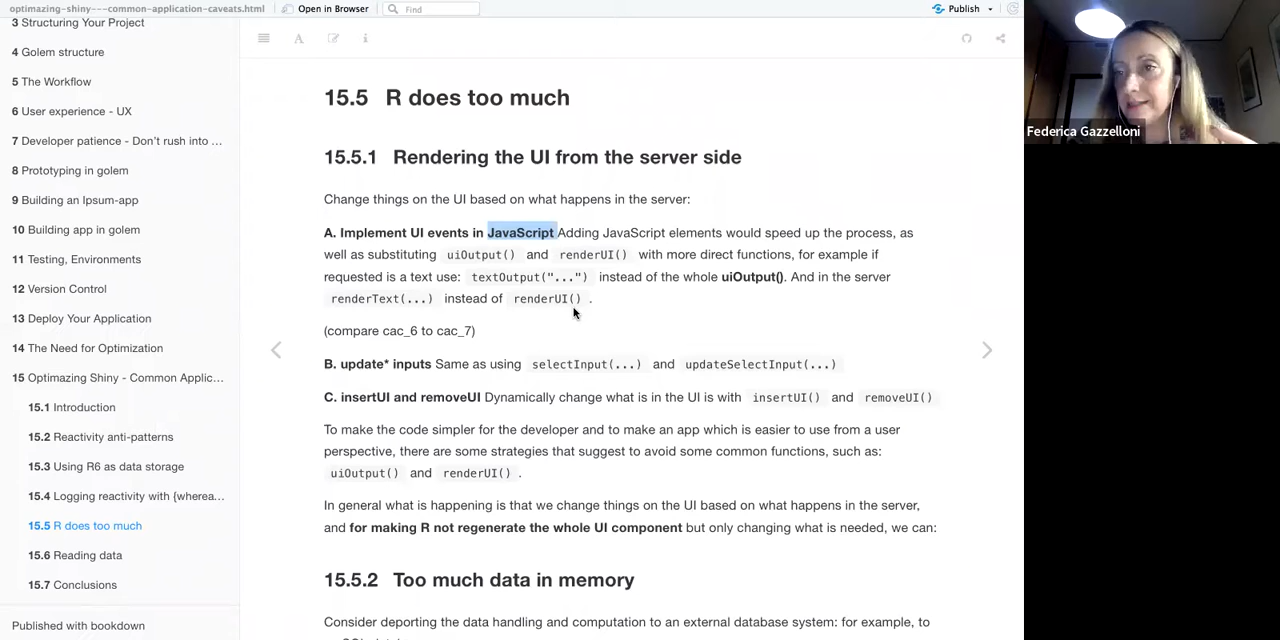 optimazing-shiny---common-application-caveats.html
Open in Browser
Find
Publish
3 Structuring Your Project
4 Golem structure
5 The Workflow
6 User experience - UX
7 Developer patience - Don't rush into ...
8 Prototyping in golem
9 Building an Ipsum-app
10 Building app in golem
11 Testing, Environments
12 Version Control
13 Deploy Your Application
14 The Need for Optimization
15 Optimazing Shiny - Common Applic...
15.1 Introduction
15.2 Reactivity anti-patterns
15.3 Using R6 as data storage
15.4 Logging reactivity with {wherea...
15.5 R does too much
15.6 Reading data
15.7 Conclusions
Published with bookdown
15.5 R does too much
15.5.1 Rendering the UI from the server side
Change things on the UI based on what happens in the server:
A. Implement UI events in JavaScript Adding JavaScript elements would speed up the process, as
well as substituting uiOutput() and renderUI() with more direct functions, for example if
requested is a text use: textOutput("...") instead of the whole uiOutput(). And in the server
renderText(...) instead of renderUI() .
(compare cac_6 to cac_7)
B. update* inputs Same as using selectInput(...) and updateSelectInput(...)
C. insertUI and removeUI Dynamically change what is in the UI is with insertUI() and removeUI()
To make the code simpler for the developer and to make an app which is easier to use from a user
perspective, there are some strategies that suggest to avoid some common functions, such as:
uiOutput() and renderUI() .
In general what is happening is that we change things on the UI based on what happens in the server,
and for making R not regenerate the whole UI component but only changing what is needed, we can:
15.5.2 Too much data in memory
Consider deporting the data handling and computation to an external database system: for example, to
Federica Gazzelloni